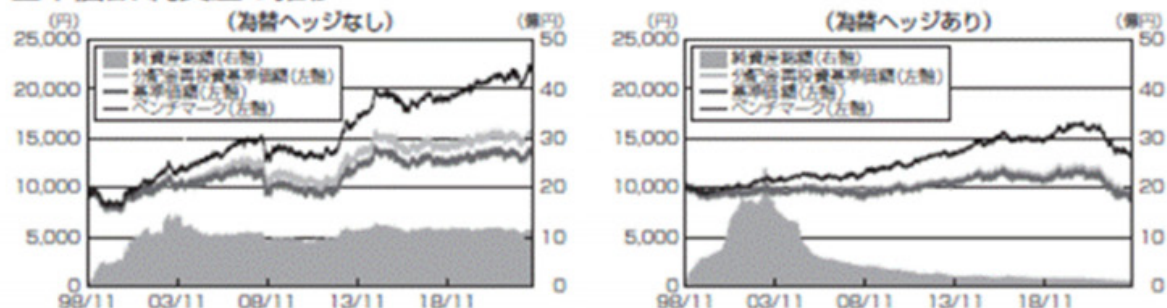 (為替ヘッジなし)
(円) (億円)
25,000 50
20,000 40
15,000 30
10,000 20
5,000 10
0 0
98/11 03/11 08/11 13/11 18/11
純資産総額(右軸)
分配金再投資基準価額(左軸)
基準価額(左軸)
ベンチマーク(左軸)
(為替ヘッジあり)
(円) (億円)
25,000 50
20,000 40
15,000 30
10,000 20
5,000 10
0 0
98/11 03/11 08/11 13/11 18/11
純資産総額(右軸)
分配金再投資基準価額(左軸)
基準価額(左軸)
ベンチマーク(左軸)